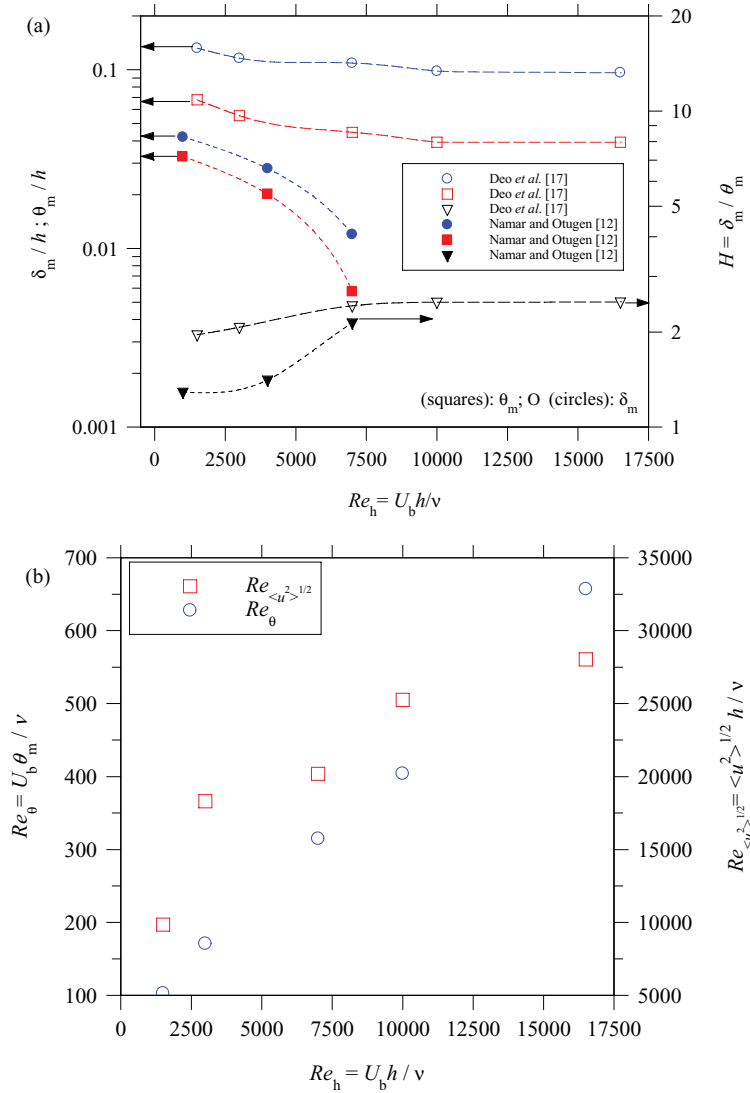 (a)
20
0.1
10
Deo et al. [17]
Deo et al. [17]
Deo et al. [17]
Namar and Otugen [12]
Namar and Otugen [12]
Namar and Otugen [12]
δm / h ; θm / h
5
H = δm / θm
0.01
2
(squares): θm; O (circles): δm
0.001
1
0 2500 5000 7500 10000 12500 15000 17500
Reh = Ub h/ν
(b)
700
35000
Re<u²>1/2
Reθ
600
30000
500
25000
Reθ = Ub θm / ν
400
20000
Re<u²>1/2 = <u²>1/2 h / ν
300
15000
200
10000
100
5000
0 2500 5000 7500 10000 12500 15000 17500
Reh = Ub h / ν